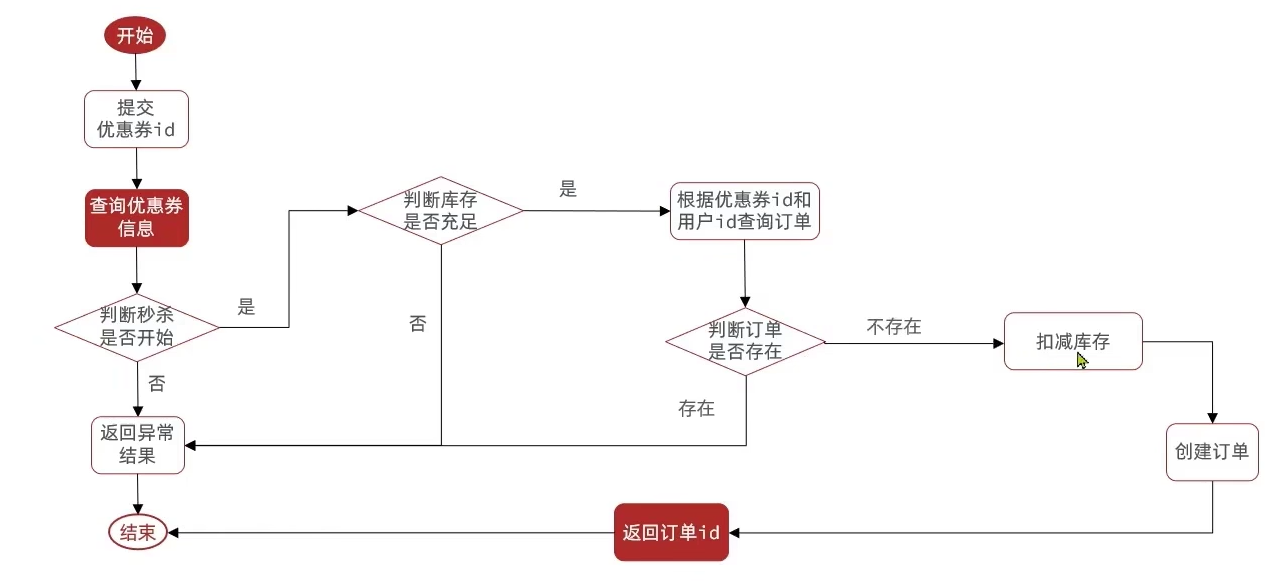 开始
提交
优惠券id
查询优惠券
信息
判断秒杀
是否开始
是
否
返回异常
结果
结束
判断库存
是否充足
是
否
根据优惠券id和
用户id查询订单
判断订单
是否存在
不存在
存在
扣减库存
创建订单
返回订单id